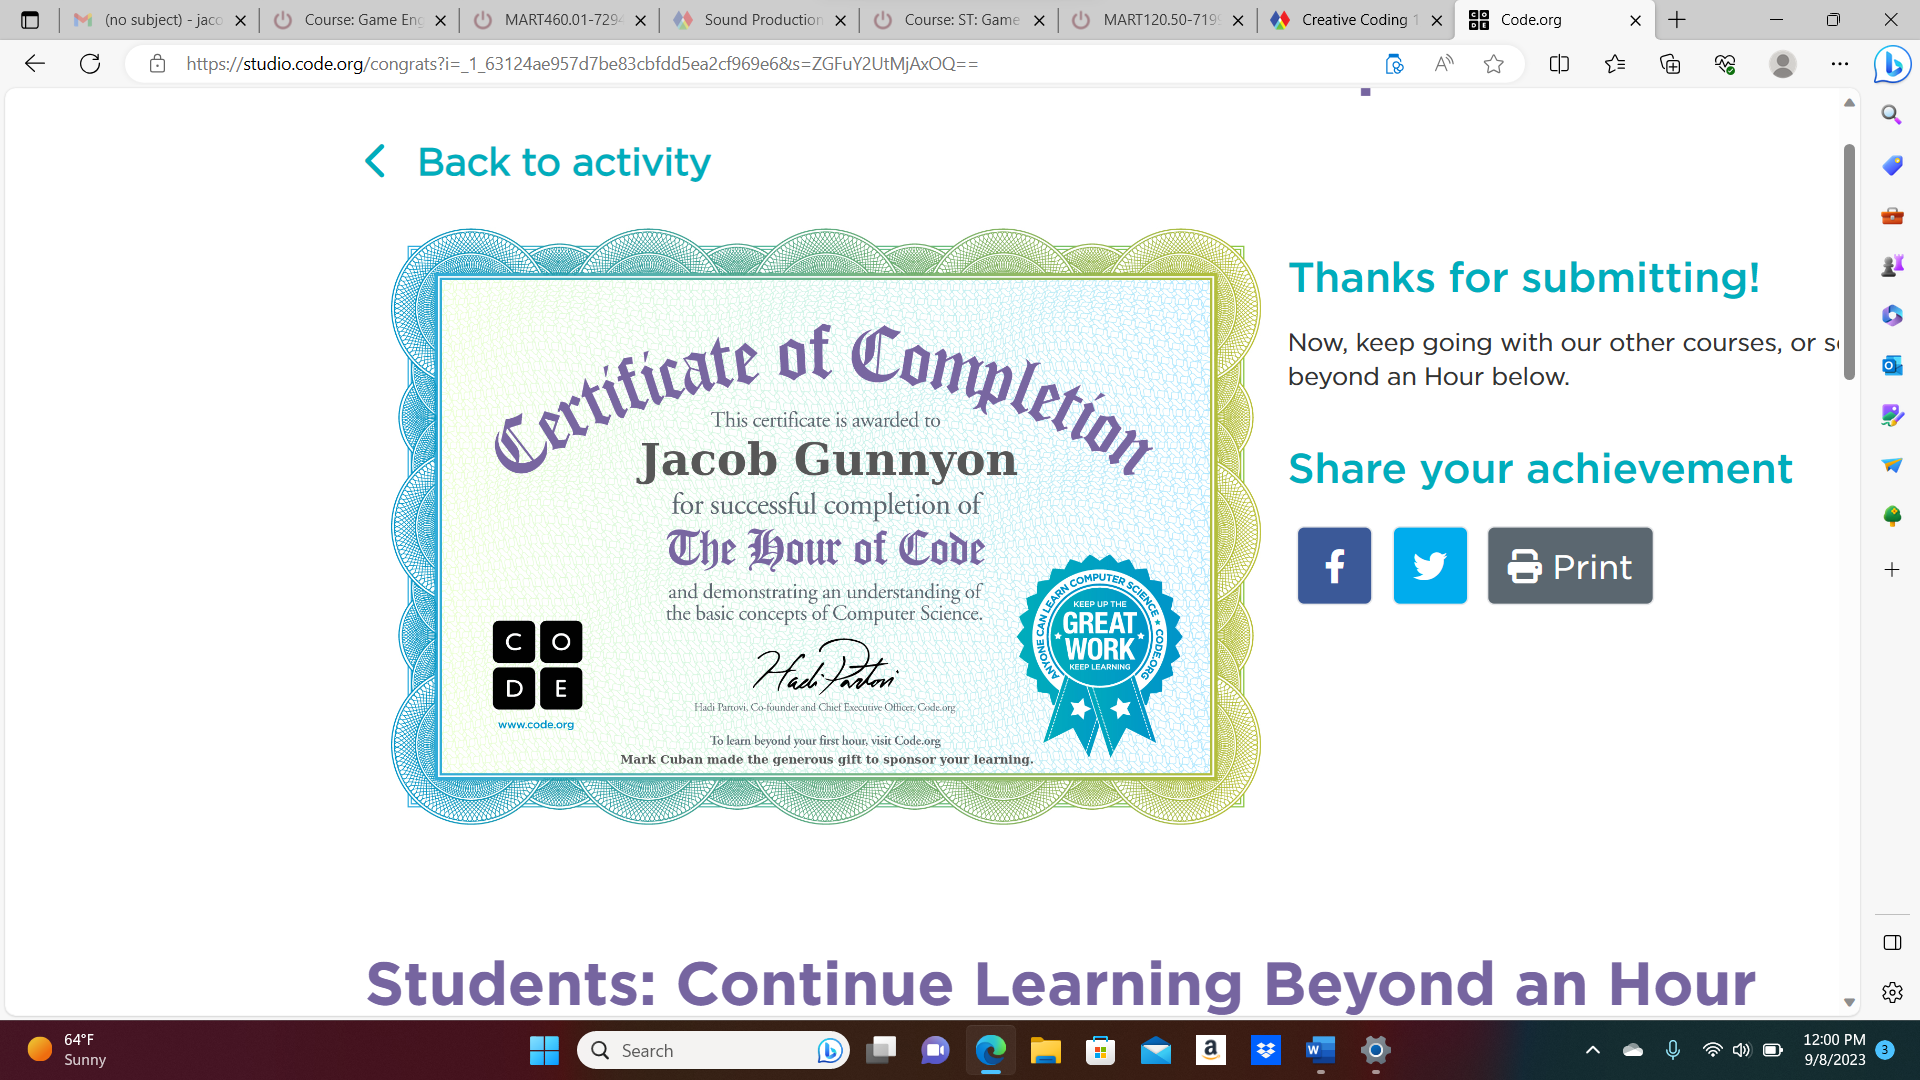 (no subject) - jaco
Course: Game Eng
MART460.01-7294
Sound Production
Course: ST: Game
MART120.50-7199
Creative Coding 1
Code.org
https://studio.code.org/congrats?i=_1_63124ae957d7be83cbfdd5ea2cf969e6&s=ZGFuY2UtMjAxOQ==
Back to activity
Certificate of Completion
This certificate is awarded to
Jacob Gunnyon
for successful completion of
The Hour of Code
and demonstrating an understanding of
the basic concepts of Computer Science.
C O
D E
www.code.org
Hadi Partovi
Hadi Partovi, Co-founder and Chief Executive Officer, Code.org
To learn beyond your first hour, visit Code.org
Mark Cuban made the generous gift to sponsor your learning.
ANYONE CAN LEARN COMPUTER SCIENCE ★ CODE.ORG
KEEP UP THE
GREAT
WORK
KEEP LEARNING
Thanks for submitting!
Now, keep going with our other courses, or s
beyond an Hour below.
Share your achievement
Print
Students: Continue Learning Beyond an Hour
64°F
Sunny
Search
12:00 PM
9/8/2023
3